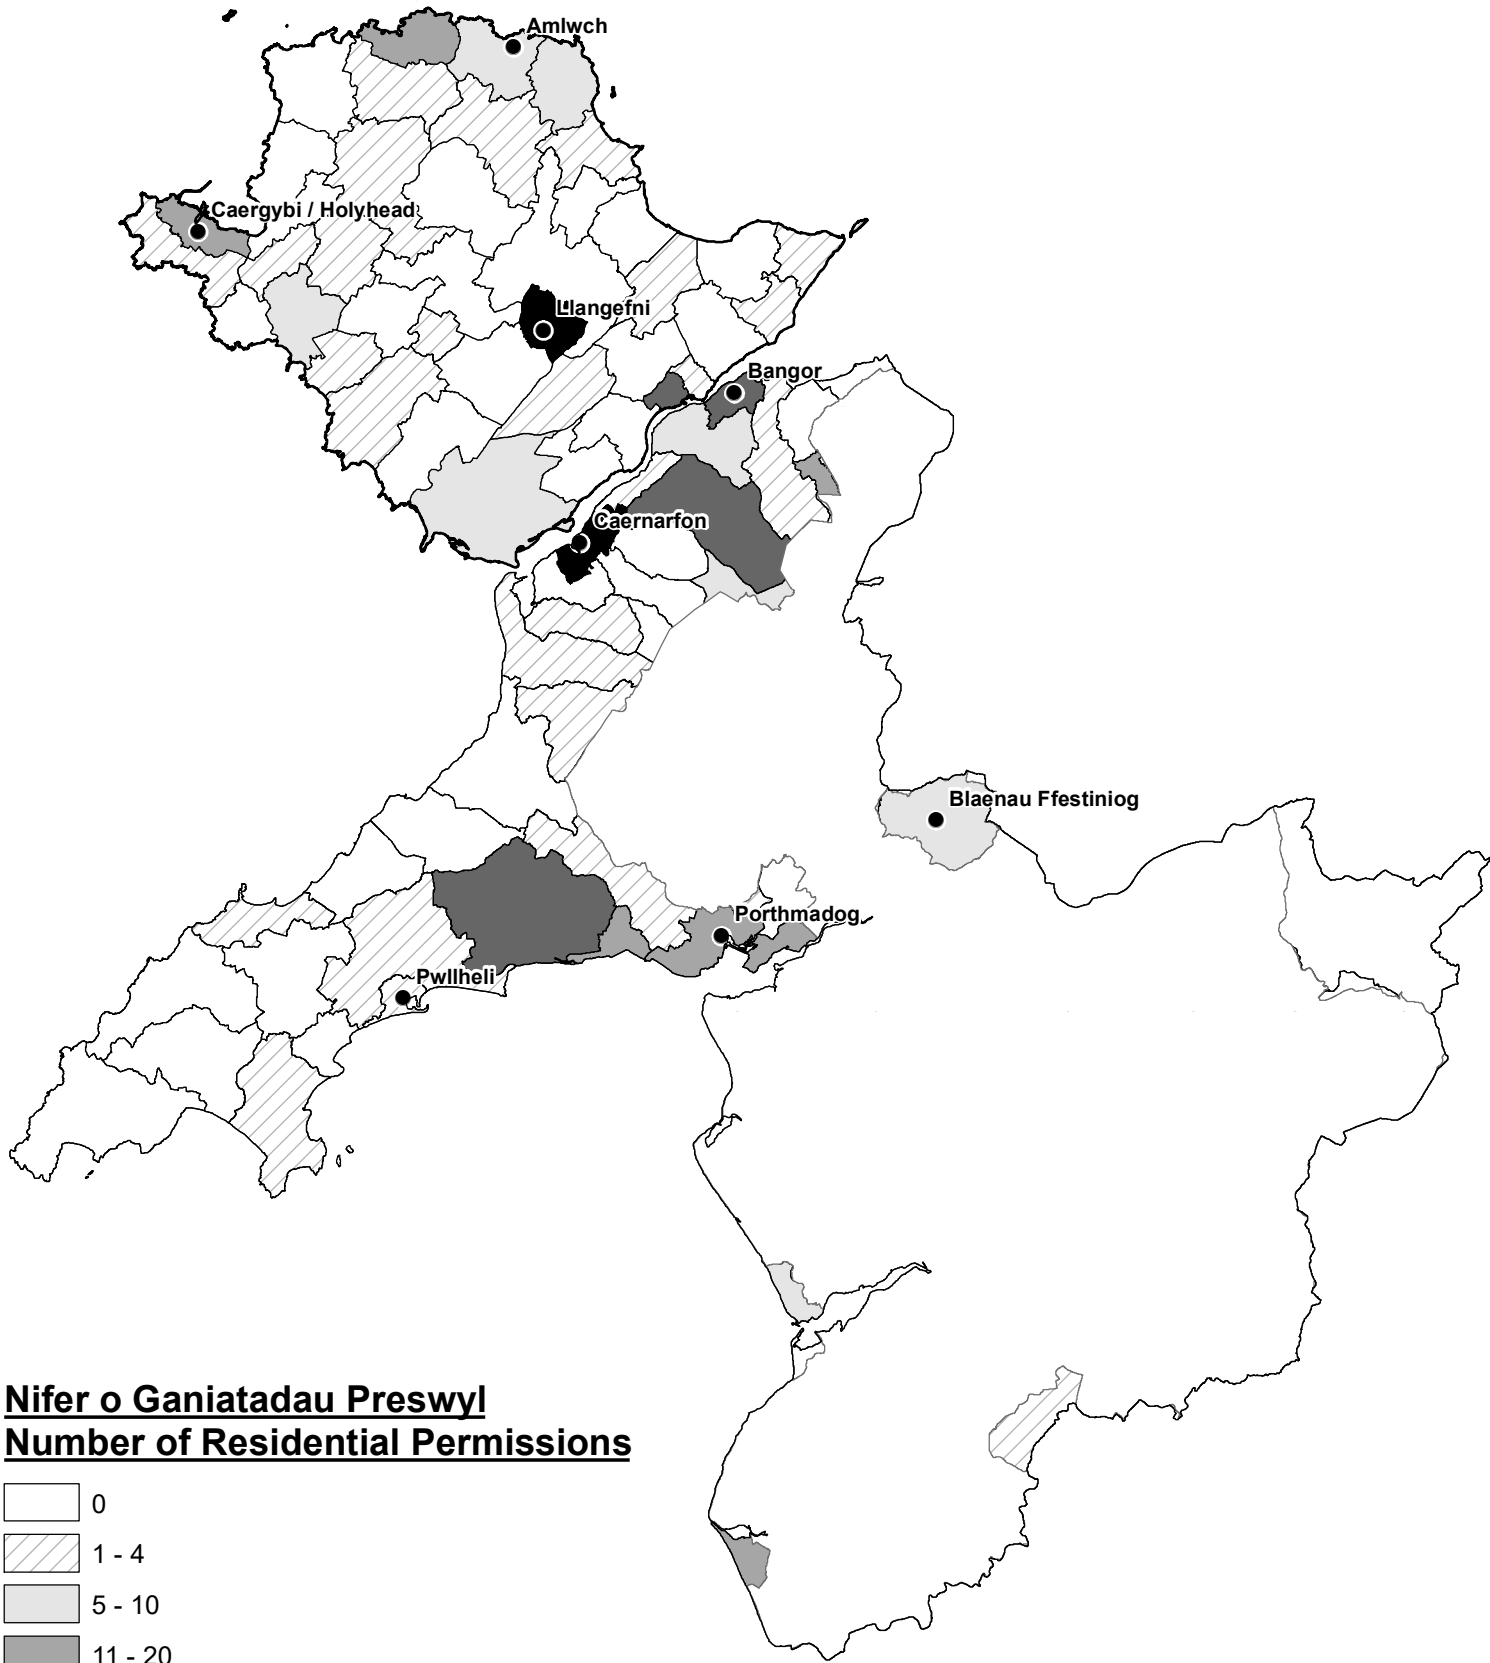 Amlwch
Caergybi / Holyhead
Llangefni
Bangor
Caernarfon
Blaenau Ffestiniog
Porthmadog
Pwllheli
Nifer o Ganiatadau Preswyl
Number of Residential Permissions
0
1 - 4
5 - 10
11 - 20